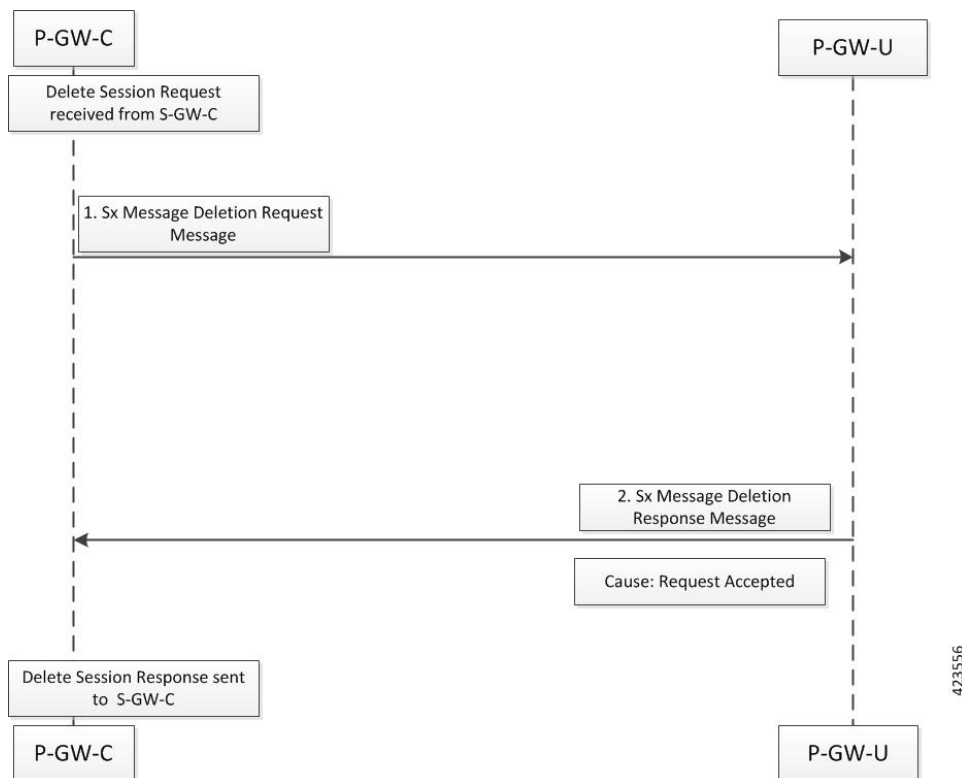 P-GW-C
P-GW-U
Delete Session Request
received from S-GW-C
1. Sx Message Deletion Request
Message
2. Sx Message Deletion
Response Message
Cause: Request Accepted
423556
Delete Session Response sent
to S-GW-C
P-GW-C
P-GW-U